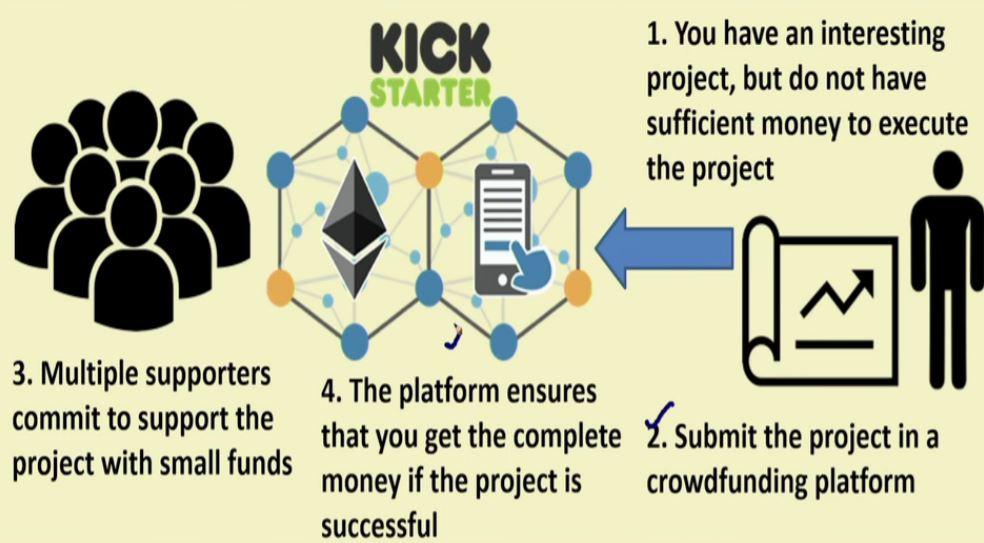 KICK
STARTER
1. You have an interesting
project, but do not have
sufficient money to execute
the project
2. Submit the project in a
crowdfunding platform
3. Multiple supporters
commit to support the
project with small funds
4. The platform ensures
that you get the complete
money if the project is
successful